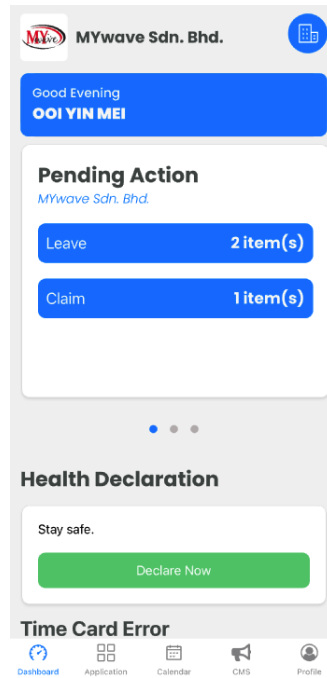 MYwave
MYwave Sdn. Bhd.
Good Evening
OOI YIN MEI
Pending Action
MYwave Sdn. Bhd.
Leave 2 item(s)
Claim 1 item(s)
Health Declaration
Stay safe.
Declare Now
Time Card Error
Dashboard Application Calendar CMS Profile